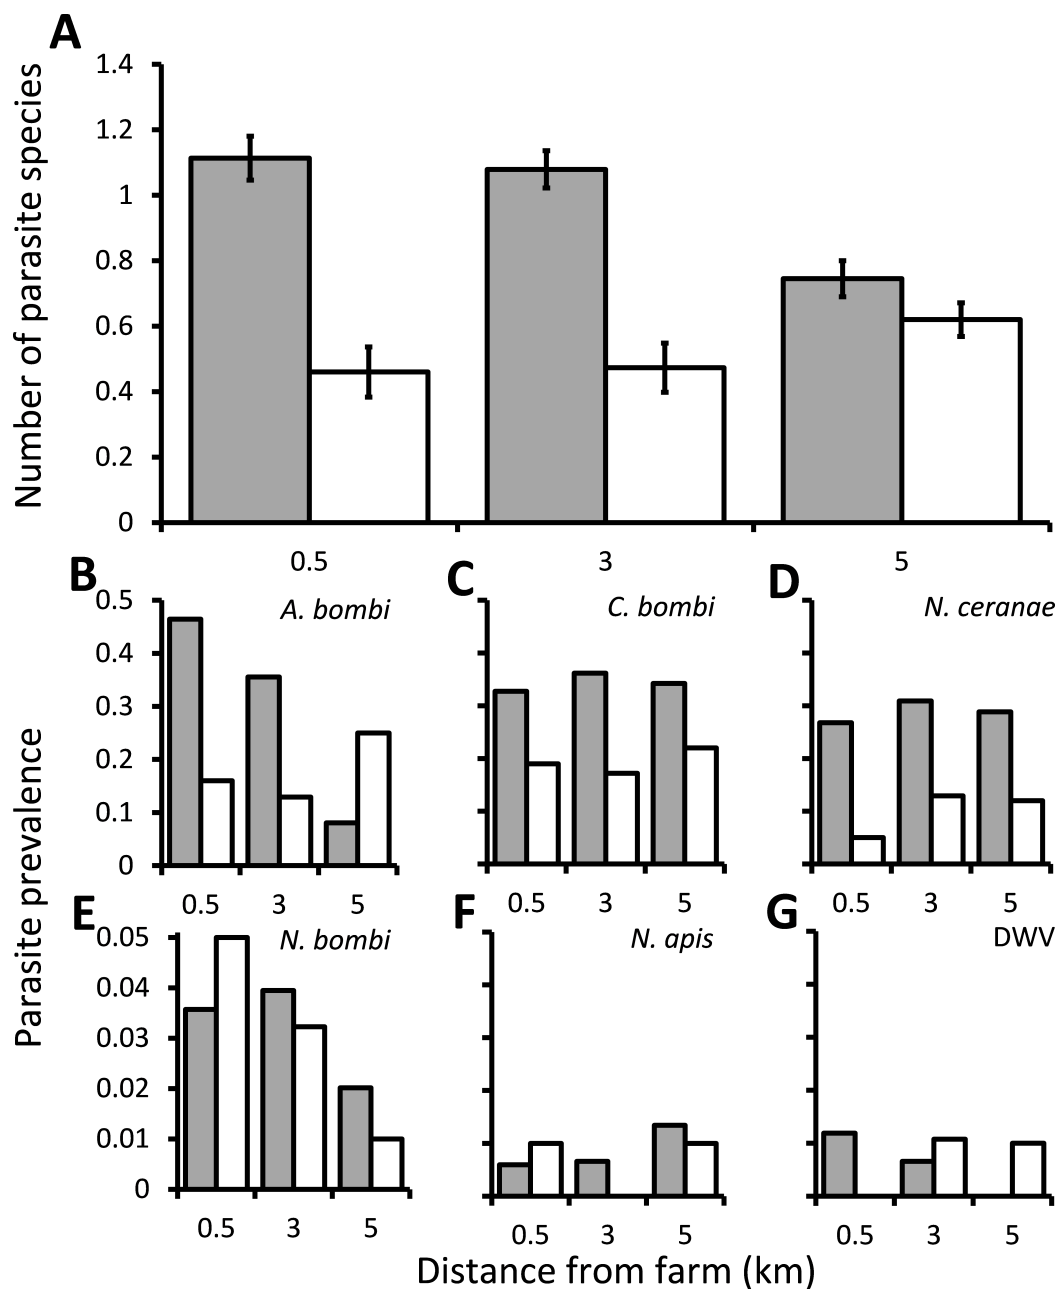 A
Number of parasite species
1.4
1.2
1
0.8
0.6
0.4
0.2
0
0.5 3 5
Parasite prevalence
B
A. bombi
0.5
0.4
0.3
0.2
0.1
0
0.5 3 5
C
C. bombi
0.5 3 5
D
N. ceranae
0.5 3 5
E
N. bombi
0.05
0.04
0.03
0.02
0.01
0
0.5 3 5
F
N. apis
0.5 3 5
G
DWV
0.5 3 5
Distance from farm (km)